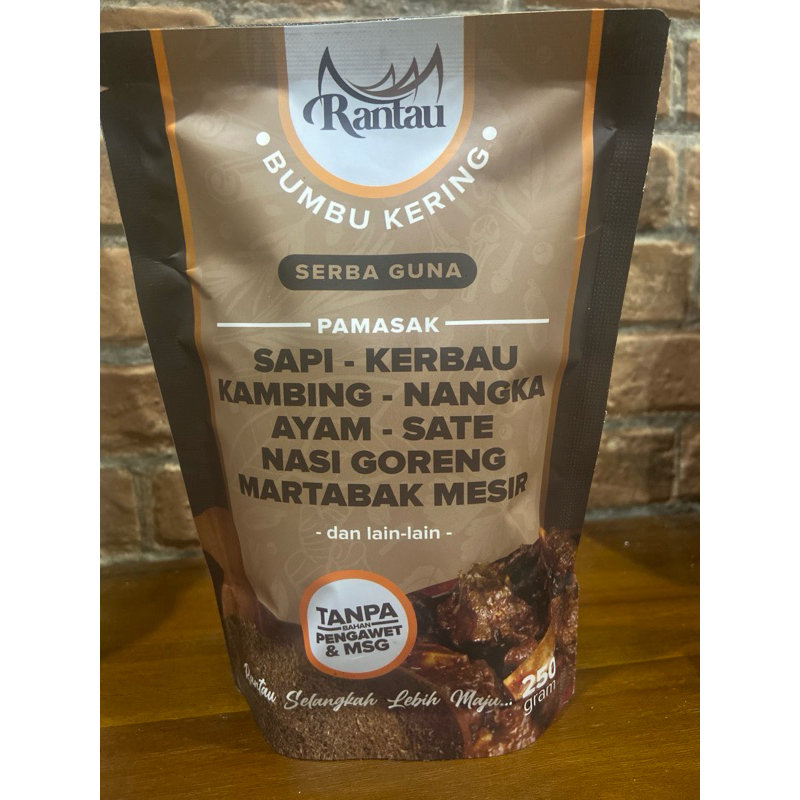 Rantau
BUMBU KERING
SERBA GUNA
PAMASAK
SAPI - KERBAU
KAMBING - NANGKA
AYAM - SATE
NASI GORENG
MARTABAK MESIR
- dan lain-lain -
TANPA
BAHAN
PENGAWET
& MSG
Rantau Selangkah Lebih Maju...
250
gram